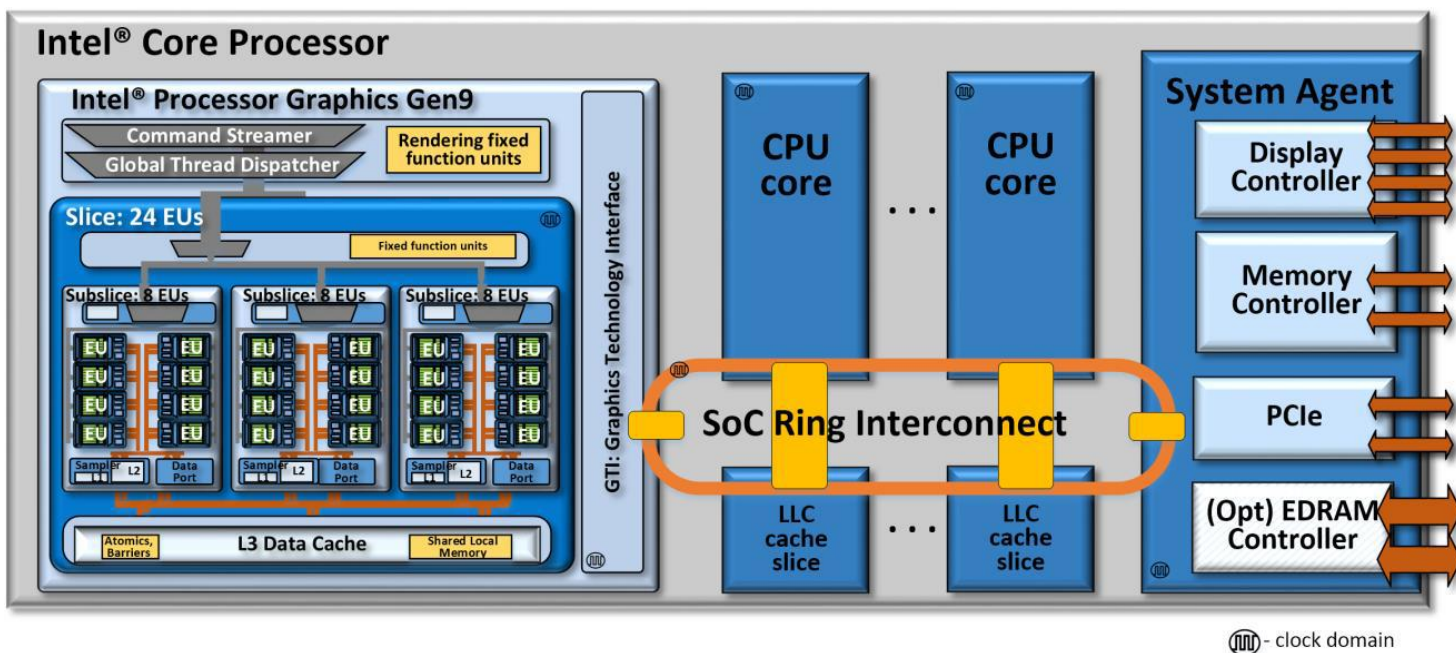 Intel® Core Processor
Intel® Processor Graphics Gen9
Command Streamer
Global Thread Dispatcher
Rendering fixed
function units
Slice: 24 EUs
Fixed function units
Subslice: 8 EUs
Subslice: 8 EUs
Subslice: 8 EUs
EU EU EU EU EU EU
EU EU EU EU EU EU
EU EU EU EU EU EU
EU EU EU EU EU EU
Sampler
L1
L2
Data
Port
Sampler
L1
L2
Data
Port
Sampler
L1
L2
Data
Port
Atomics,
Barriers
L3 Data Cache
Shared Local
Memory
GTI: Graphics Technology Interface
CPU
core
...
CPU
core
SoC Ring Interconnect
LLC
cache
slice
...
LLC
cache
slice
System Agent
Display
Controller
Memory
Controller
PCIe
(Opt) EDRAM
Controller
- clock domain